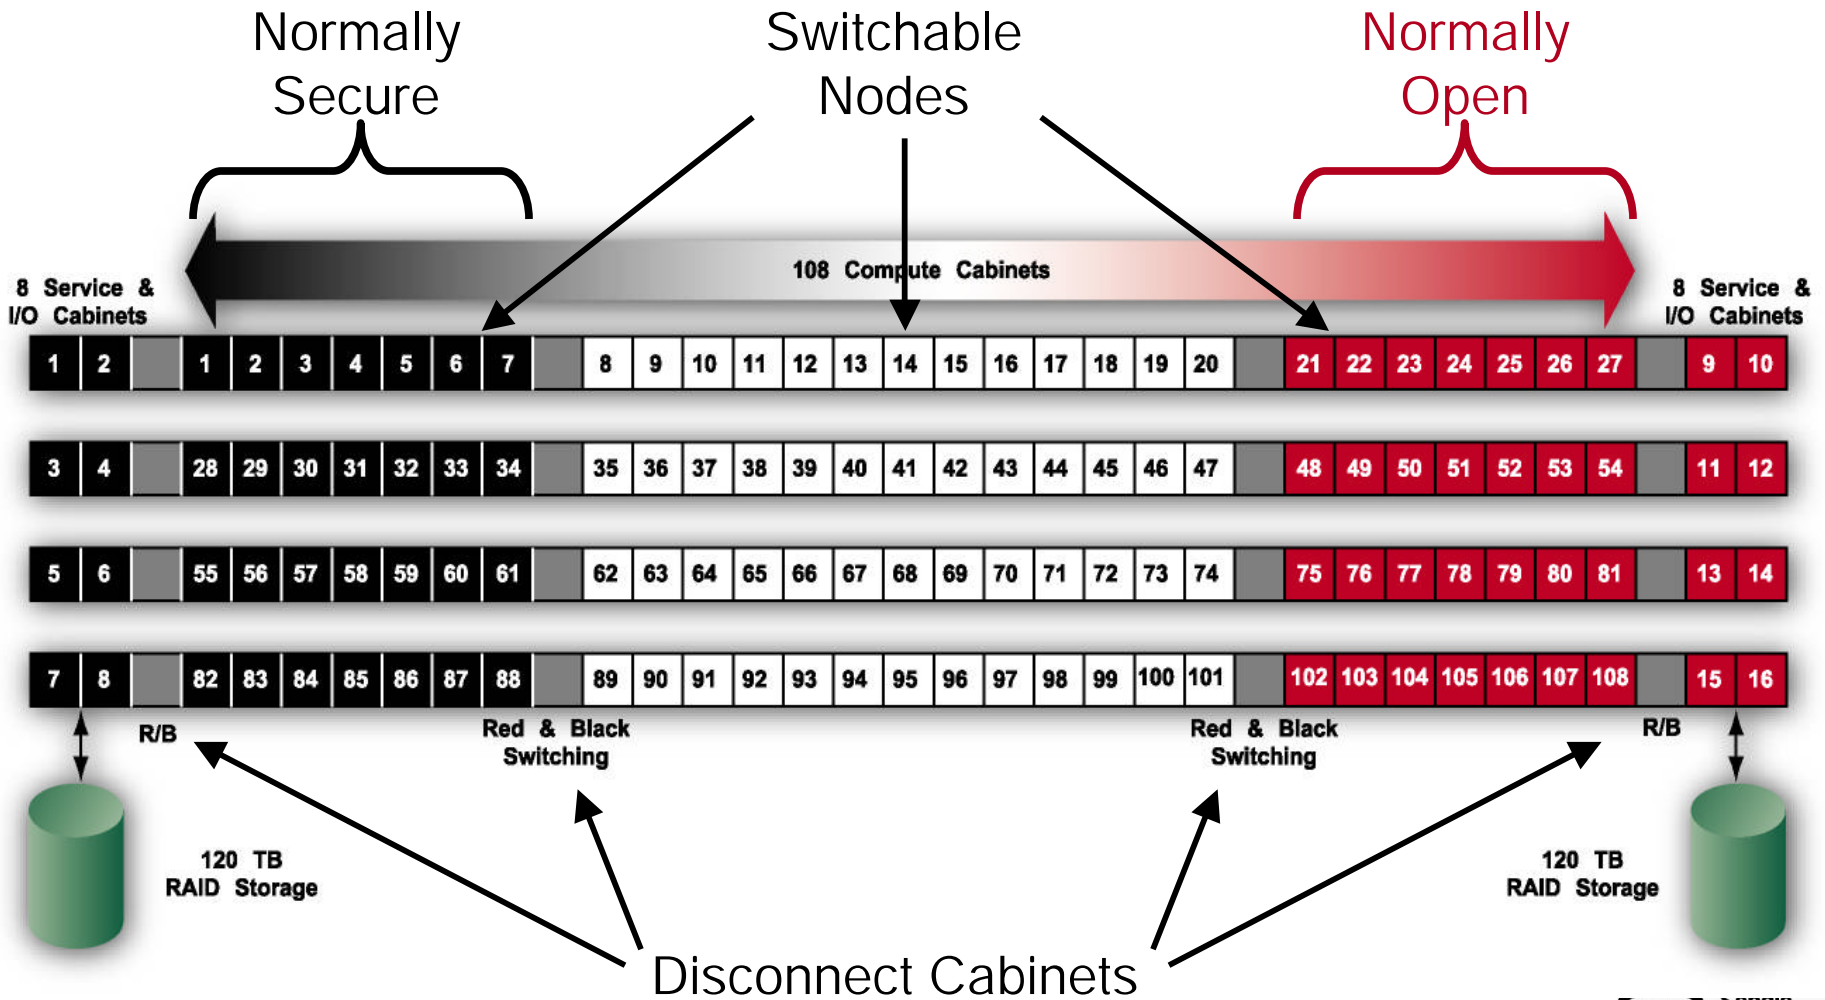 Normally
Secure
Switchable
Nodes
Normally
Open
108 Compute Cabinets
8 Service &
I/O Cabinets
8 Service &
I/O Cabinets
1 2 1 2 3 4 5 6 7 8 9 10 11 12 13 14 15 16 17 18 19 20 21 22 23 24 25 26 27 9 10
3 4 28 29 30 31 32 33 34 35 36 37 38 39 40 41 42 43 44 45 46 47 48 49 50 51 52 53 54 11 12
5 6 55 56 57 58 59 60 61 62 63 64 65 66 67 68 69 70 71 72 73 74 75 76 77 78 79 80 81 13 14
7 8 82 83 84 85 86 87 88 89 90 91 92 93 94 95 96 97 98 99 100 101 102 103 104 105 106 107 108 15 16
R/B
Red & Black
Switching
Red & Black
Switching
R/B
120 TB
RAID Storage
120 TB
RAID Storage
Disconnect Cabinets